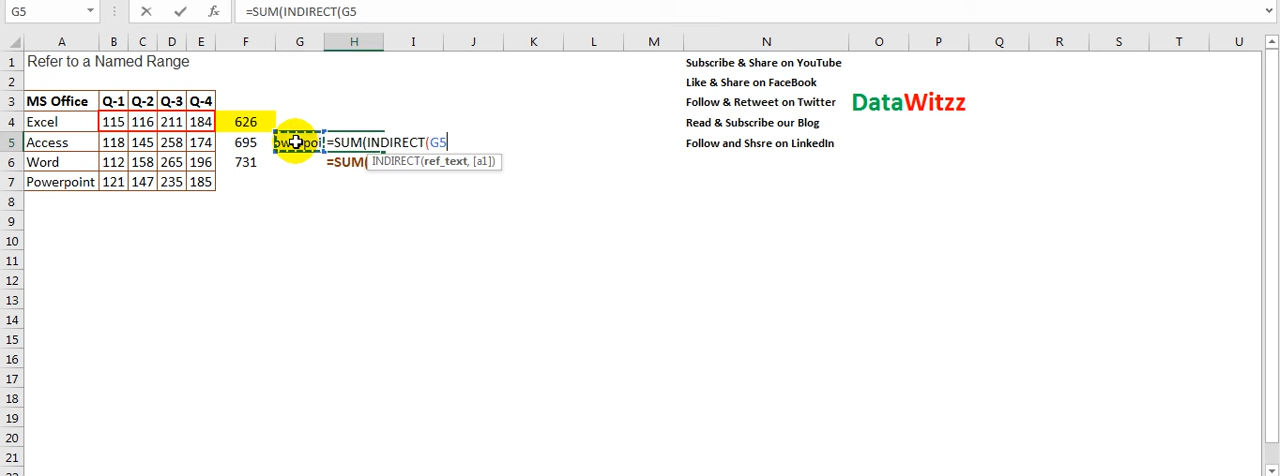 G5 =SUM(INDIRECT(G5
A B C D E F G H I J K L M N O P Q R S T U
1 Refer to a Named Range Subscribe & Share on YouTube
2 Like & Share on FaceBook
3 MS Office Q-1 Q-2 Q-3 Q-4 Follow & Retweet on Twitter DataWitzz
4 Excel 115 116 211 184 626 Read & Subscribe our Blog
5 Access 118 145 258 174 695 owerpoi =SUM(INDIRECT(G5 Follow and Shsre on LinkedIn
6 Word 112 158 265 196 731 =SUM( INDIRECT(ref_text, [a1])
7 Powerpoint 121 147 235 185
8
9
10
11
12
13
14
15
16
17
18
19
20
21